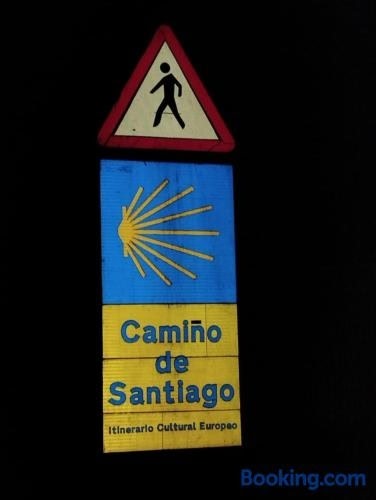 Camiño
de
Santiago
Itinerario Cultural Europeo
Booking.com